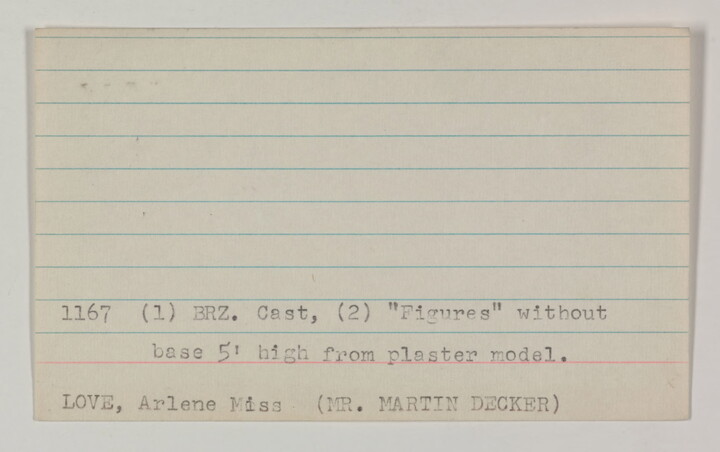 1167 (1) BRZ. Cast, (2) "Figures" without
base 5' high from plaster model.
LOVE, Arlene Miss (MR. MARTIN DECKER)